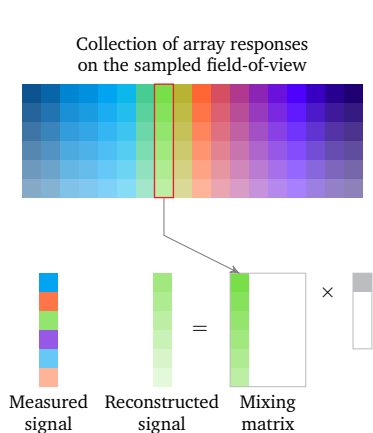 Collection of array responses
on the sampled field-of-view
×
=
Measured Reconstructed Mixing
signal signal matrix